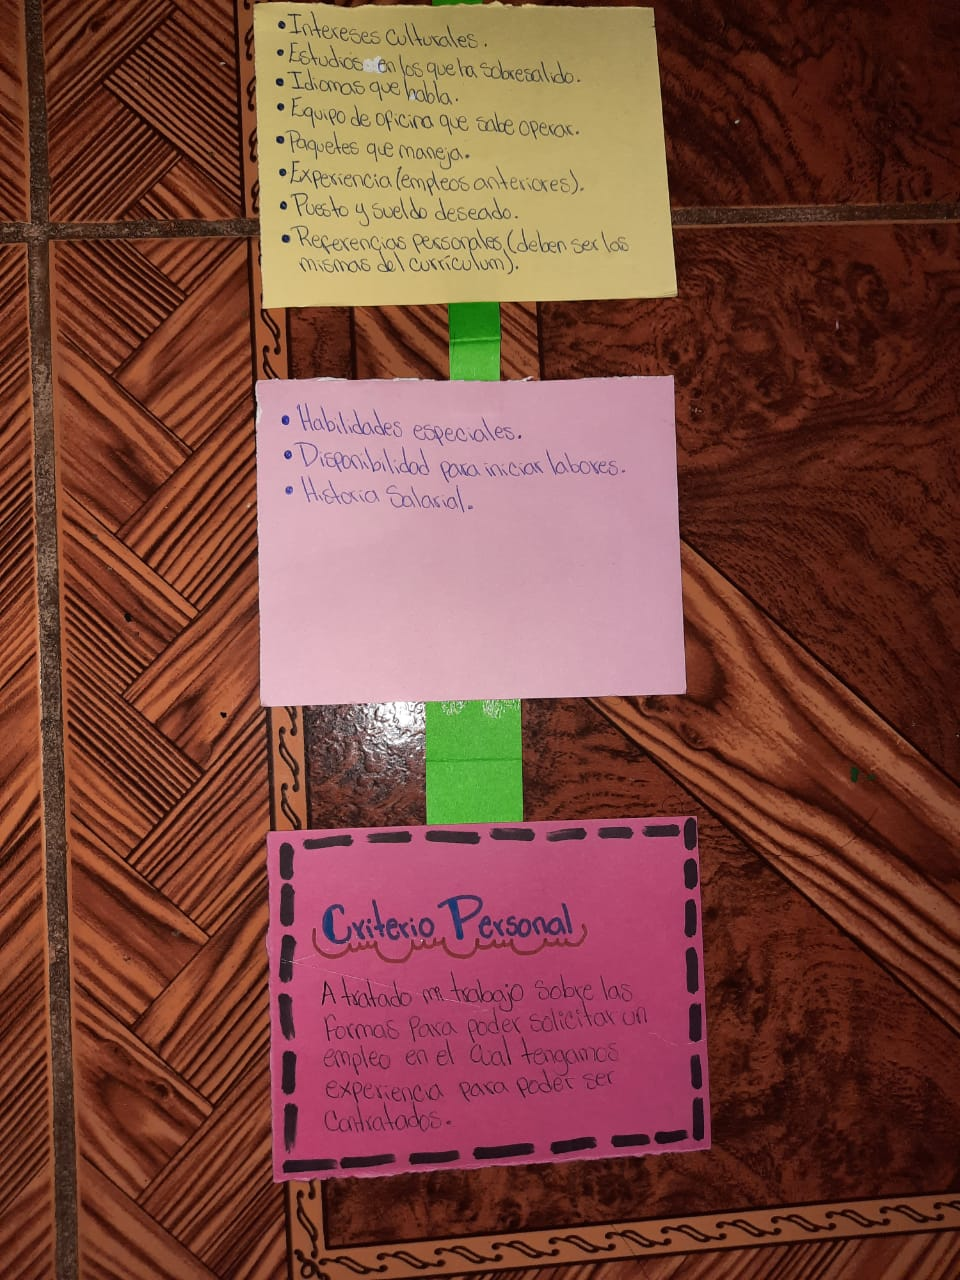 • Intereses culturales.
• Estudios en los que ha sobresalido.
• Idiomas que habla.
• Equipo de oficina que sabe operar.
• Paquetes que maneja.
• Experiencia (empleos anteriores).
• Puesto y sueldo deseado.
• Referencias personales, (deben ser las
mismas del currículum).
• Habilidades especiales.
• Disponibilidad para iniciar labores.
• Historia Salarial.
Criterio Personal
A tratado mi trabajo sobre las
formas para poder solicitar un
empleo en el cual tengamos
experiencia para poder ser
Contratados.